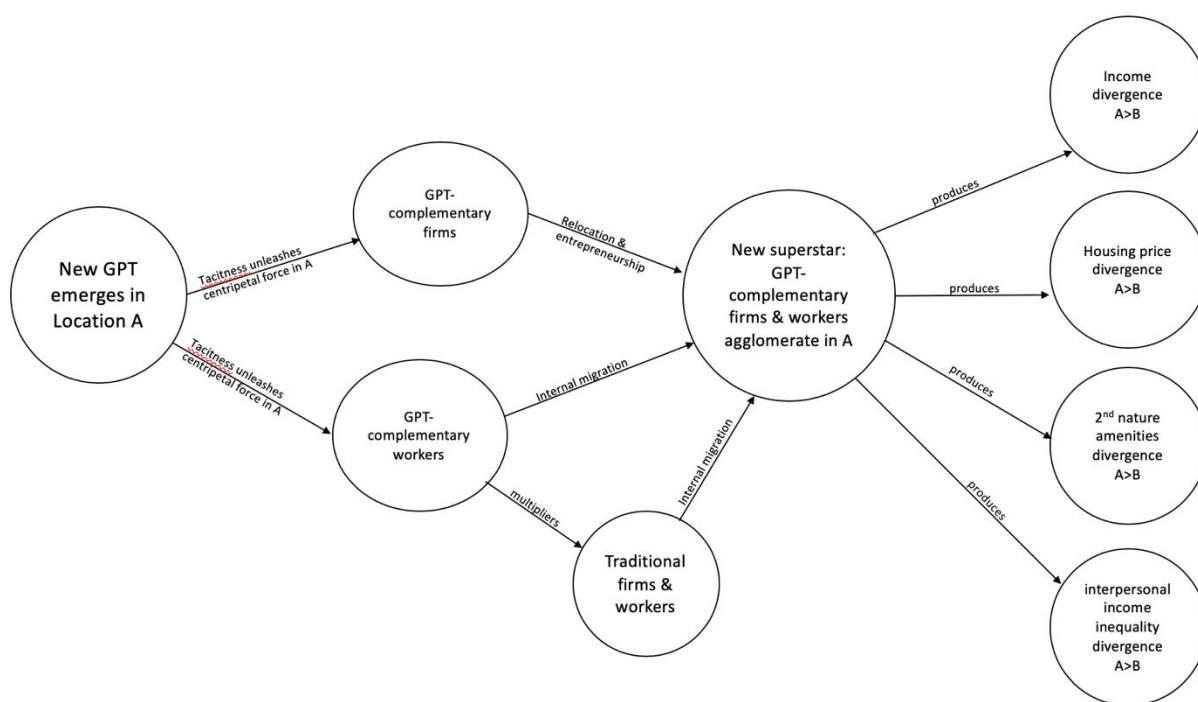 New GPT
emerges in
Location A
Tacitness unleashes
centripetal force in A
Tacitness unleashes
centripetal force in A
GPT-
complementary
firms
GPT-
complementary
workers
Relocation &
entrepreneurship
Internal migration
multipliers
Traditional
firms &
workers
Internal migration
New superstar:
GPT-
complementary
firms & workers
agglomerate in A
produces
produces
produces
produces
Income
divergence
A>B
Housing price
divergence
A>B
2nd nature
amenities
divergence
A>B
interpersonal
income
inequality
divergence
A>B